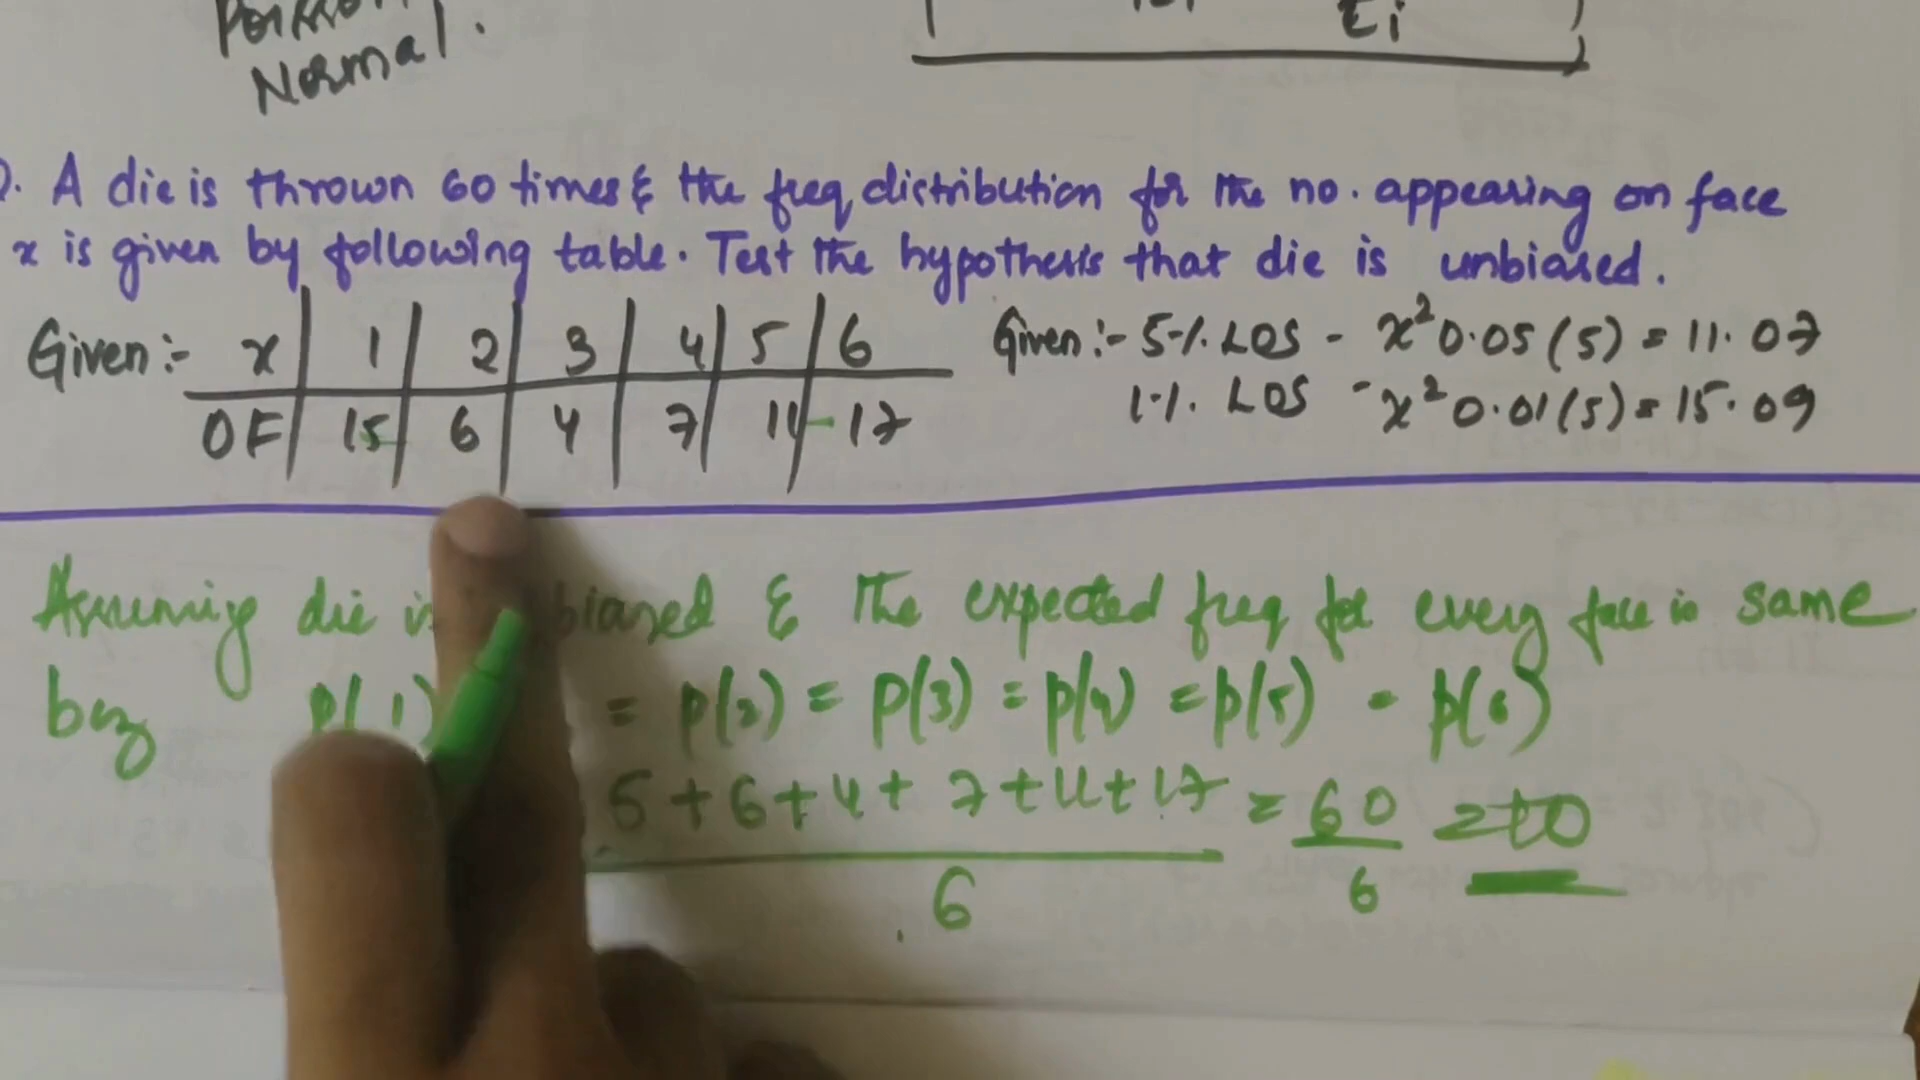 Normal.
Ei
A die is thrown 60 times & the freq distribution for the no. appearing on face
x is given by following table. Test the hypothesis that die is unbiased.
Given:- x 1 2 3 4 5 6
OF 15 6 4 7 11 17
Given:- 5% LOS - x² 0.05 (5) = 11.07
1% LOS - x² 0.01 (5) = 15.09
Assuming die is biased & the expected freq for every face is same
bcz p(1) = p(2) = p(3) = p(4) = p(5) - p(6)
5+6+4+7+11+17 = 60 = 10
6 6